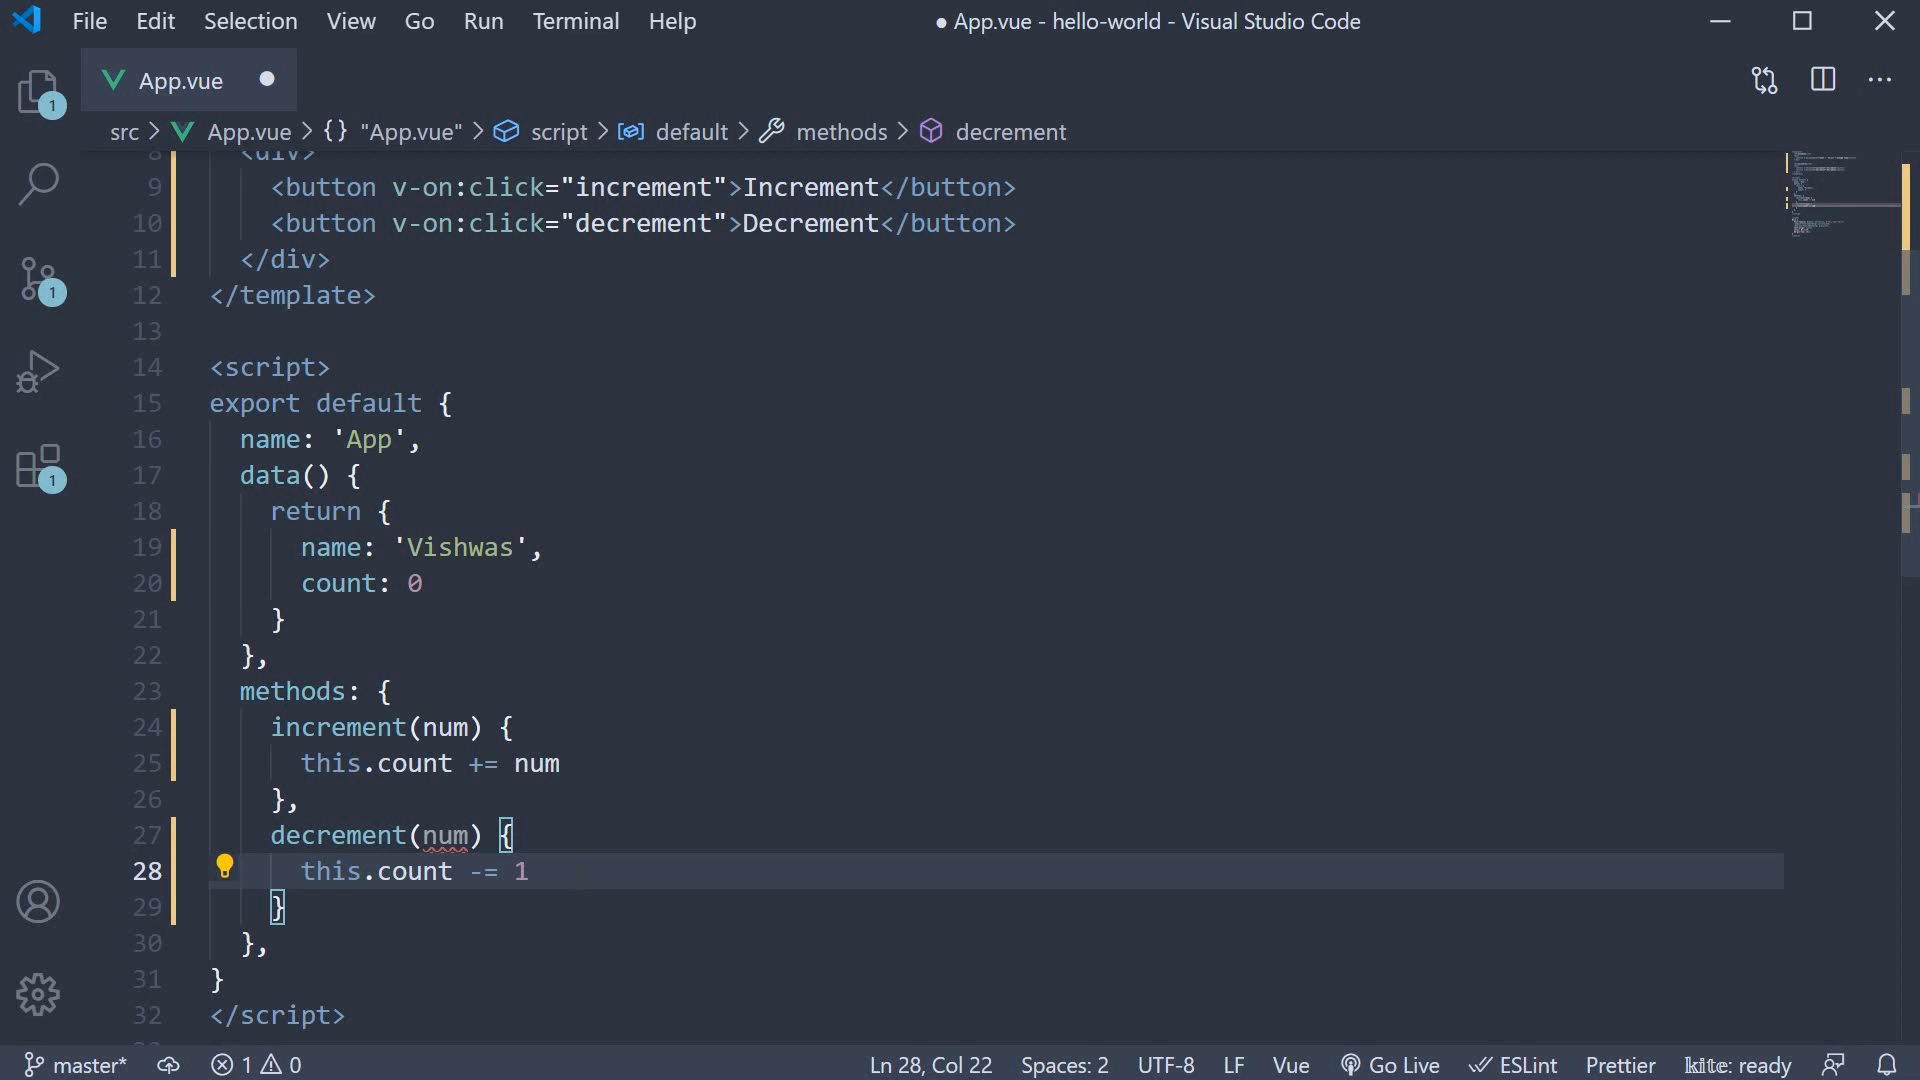 File Edit Selection View Go Run Terminal Help
● App.vue - hello-world - Visual Studio Code
App.vue
src > App.vue > {} "App.vue" > script > default > methods > decrement
1
1
1
8 <div>
9 <button v-on:click="increment">Increment</button>
10 <button v-on:click="decrement">Decrement</button>
11 </div>
12 </template>
13
14 <script>
15 export default {
16 name: 'App',
17 data() {
18 return {
19 name: 'Vishwas',
20 count: 0
21 }
22 },
23 methods: {
24 increment(num) {
25 this.count += num
26 },
27 decrement(num) {
28 this.count -= 1
29 }
30 },
31 }
32 </script>
master* 1 0 Ln 28, Col 22 Spaces: 2 UTF-8 LF Vue Go Live ESLint Prettier kite: ready